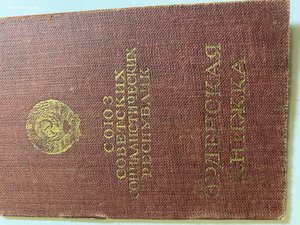 СОЮЗ
СОВЕТСКИХ
СОЦИАЛИСТИЧЕСКИХ
РЕСПУБЛИК
ОРДЕНСКАЯ
КНИЖКА